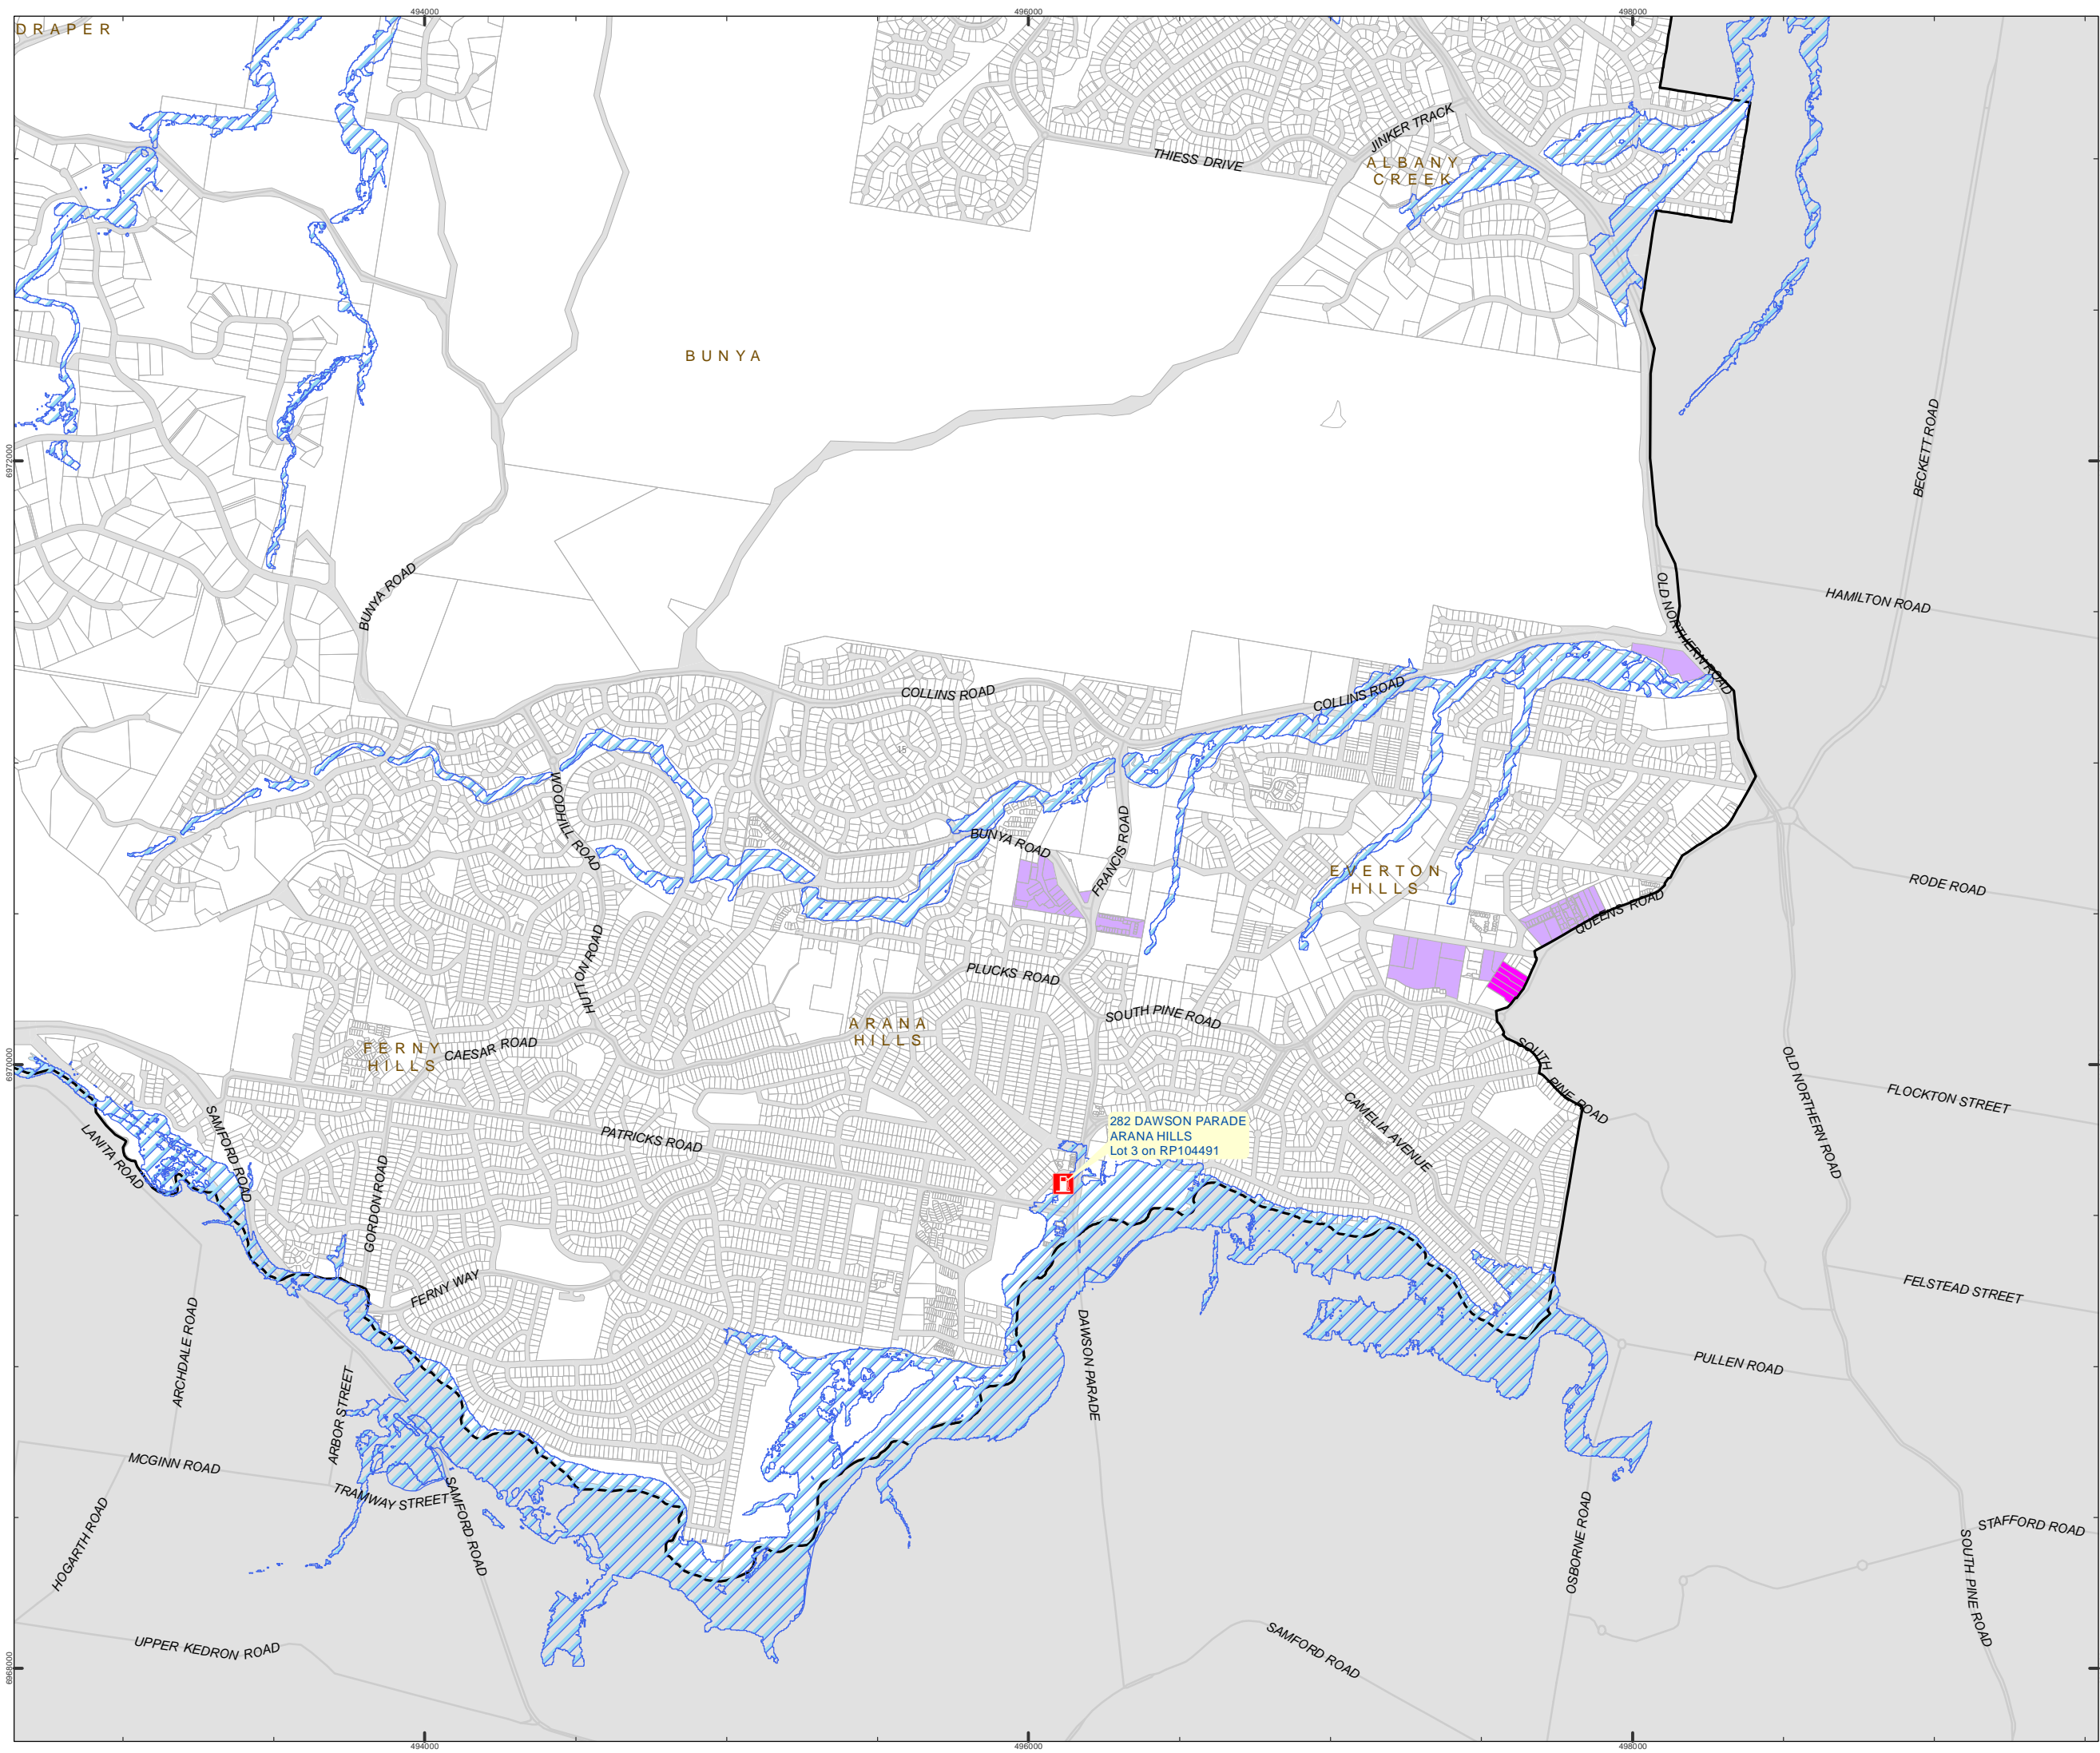 494000
496000
498000
DRAPER
JINKER TRACK
THIESS DRIVE
ALBANY
CREEK
BUNYA
6972000
BECKETT ROAD
BUNYA ROAD
OLD NORTHERN ROAD
HAMILTON ROAD
COLLINS ROAD
COLLINS ROAD
15
WOODHILL ROAD
BUNYA ROAD
FRANCIS ROAD
EVERTON
HILLS
RODE ROAD
QUEENS ROAD
HUTTON ROAD
PLUCKS ROAD
SOUTH PINE ROAD
ARANA
HILLS
FERNY
HILLS
CAESAR ROAD
6970000
SOUTH PINE ROAD
OLD NORTHERN ROAD
FLOCKTON STREET
CAMELIA AVENUE
282 DAWSON PARADE
ARANA HILLS
Lot 3 on RP104491
LANITA ROAD
SAMFORD ROAD
PATRICKS ROAD
GORDON ROAD
FERNY WAY
FELSTEAD STREET
ARCHDALE ROAD
DAWSON PARADE
PULLEN ROAD
ARBOR STREET
MCGINN ROAD
TRAMWAY STREET
SAMFORD ROAD
HOGARTH ROAD
OSBORNE ROAD
STAFFORD ROAD
SOUTH PINE ROAD
UPPER KEDRON ROAD
SAMFORD ROAD
6968000
494000
496000
498000